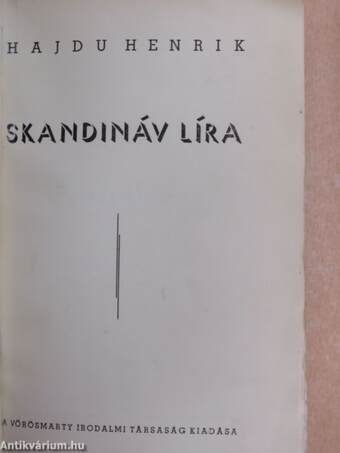 HAJDU HENRIK
SKANDINÁV LÍRA
A VÖRÖSMARTY IRODALMI TÁRSASÁG KIADÁSA
Antikvárium.hu